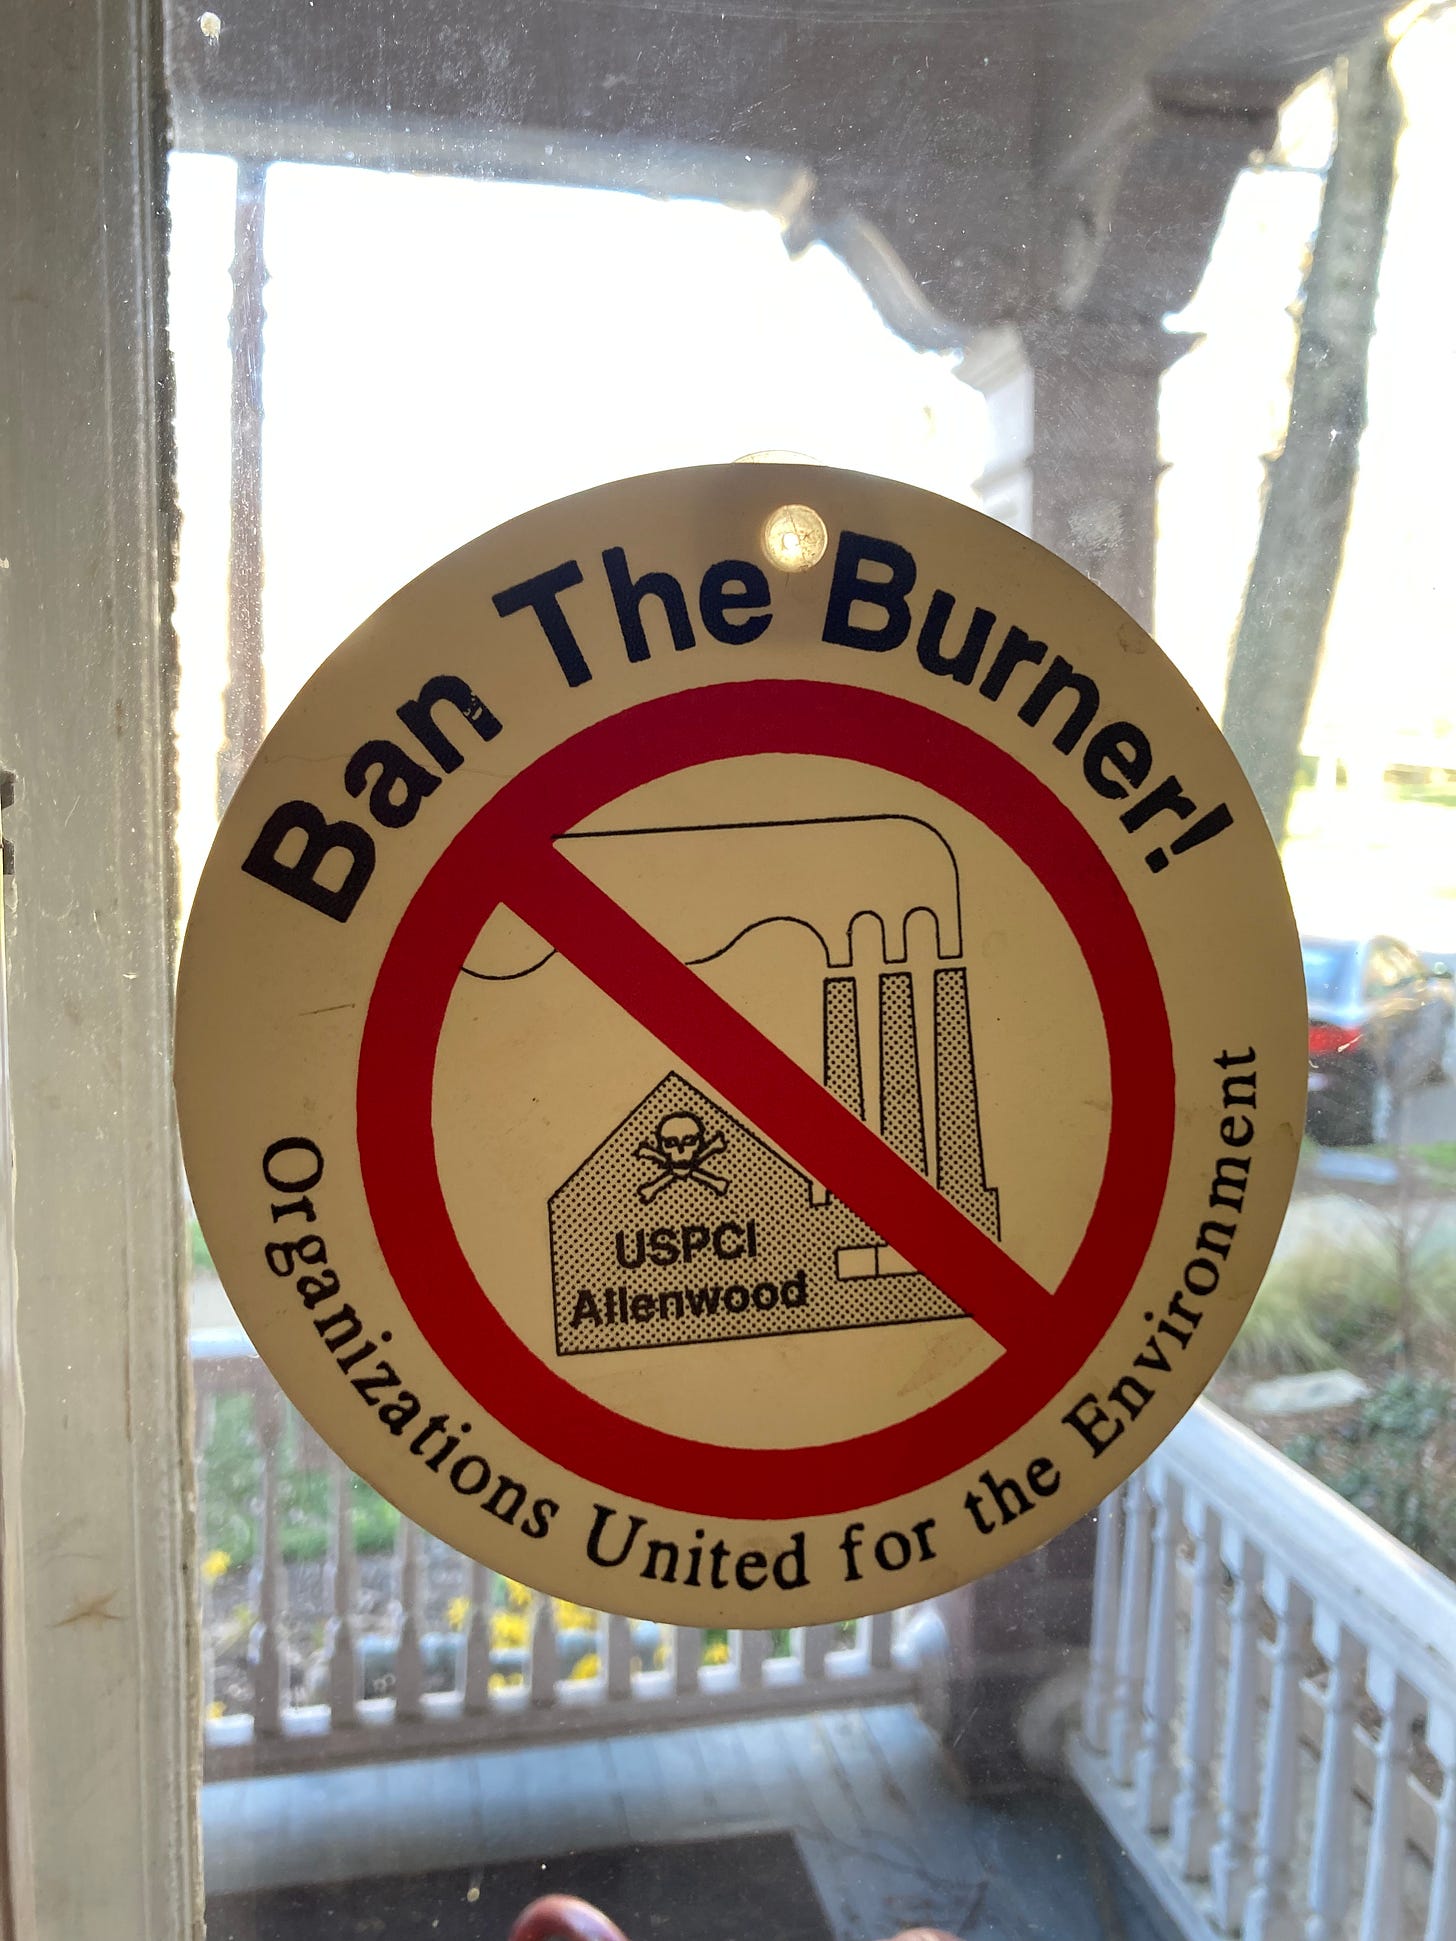 Ban The Burner!
USPCI
Allenwood
Organizations United for the Environment